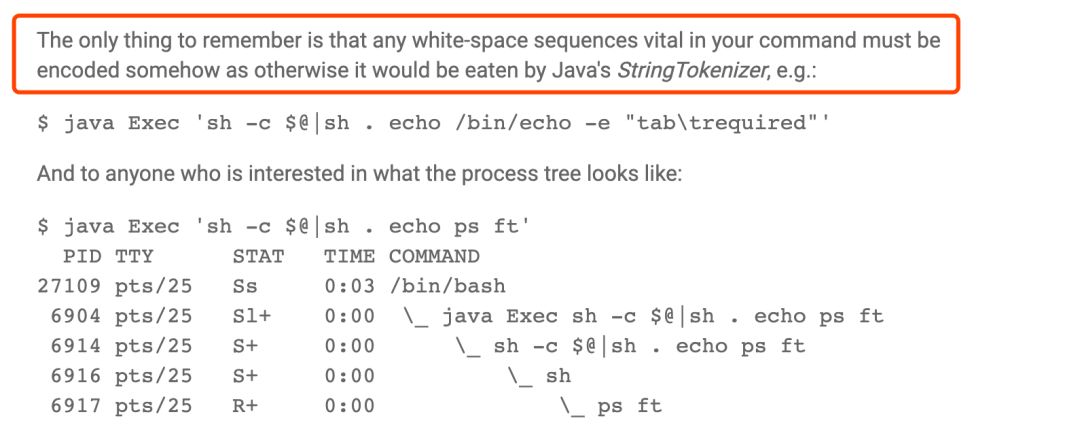 The only thing to remember is that any white-space sequences vital in your command must be
encoded somehow as otherwise it would be eaten by Java's StringTokenizer, e.g.:
$ java Exec 'sh -c $@|sh . echo /bin/echo -e "tab\trequired"'
And to anyone who is interested in what the process tree looks like:
$ java Exec 'sh -c $@|sh . echo ps ft'
  PID TTY      STAT   TIME COMMAND
27109 pts/25   Ss     0:03 /bin/bash
 6904 pts/25   Sl+    0:00  \_ java Exec sh -c $@|sh . echo ps ft
 6914 pts/25   S+     0:00      \_ sh -c $@|sh . echo ps ft
 6916 pts/25   S+     0:00          \_ sh
 6917 pts/25   R+     0:00              \_ ps ft